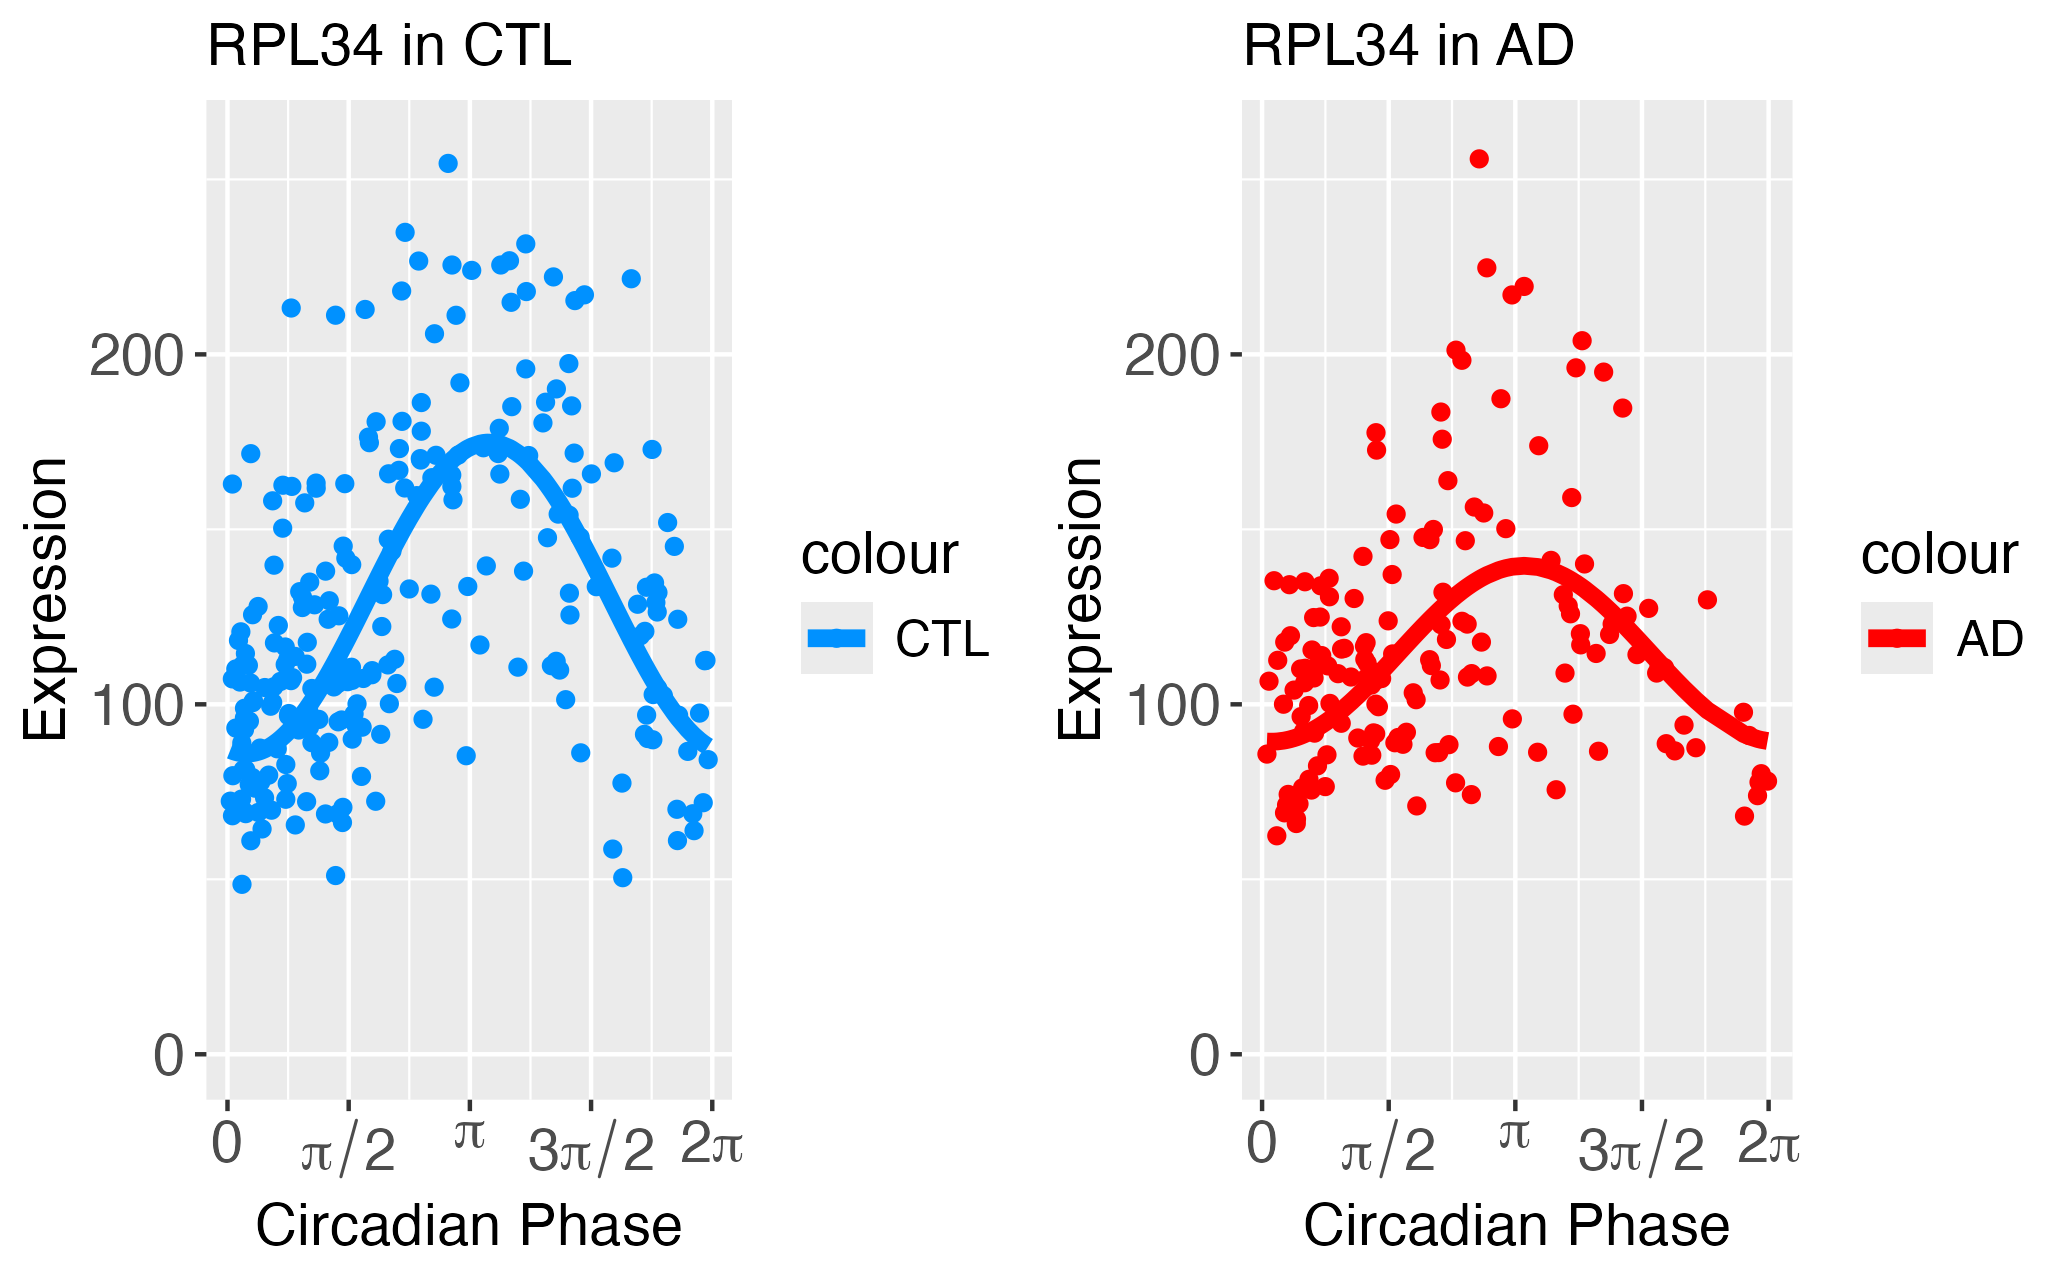 RPL34 in CTL
Expression
200
100
0
0
π/2
π
3π/2
2π
Circadian Phase
colour
CTL
RPL34 in AD
Expression
200
100
0
0
π/2
π
3π/2
2π
Circadian Phase
colour
AD